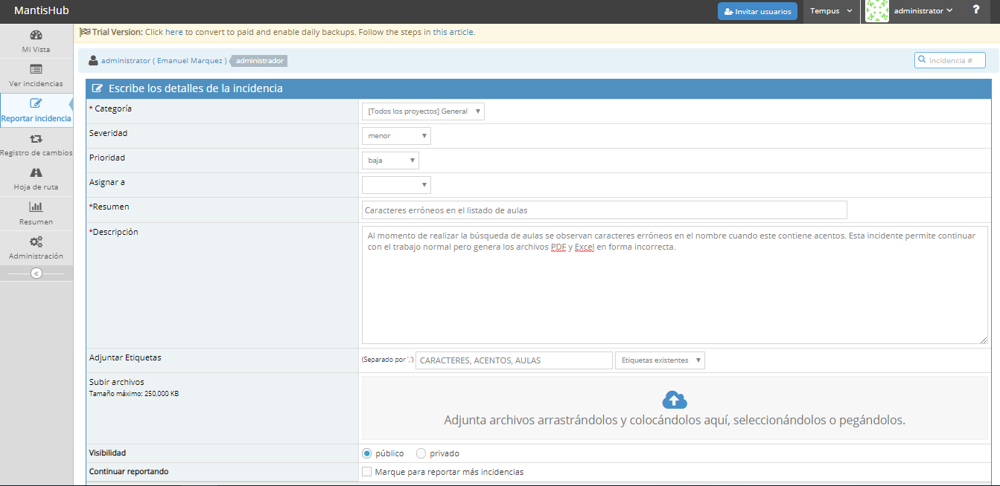 MantisHub
Invitar usuarios
Tempus
administrator
?
Trial Version: Click here to convert to paid and enable daily backups. Follow the steps in this article.
Mi Vista
Ver incidencias
Reportar incidencia
Registro de cambios
Hoja de ruta
Resumen
Administración
administrator ( Emanuel Marquez ) administrador
Incidencia #
Escribe los detalles de la incidencia
* Categoría
[Todos los proyectos] General
Severidad
menor
Prioridad
baja
Asignar a
*Resumen
Caracteres erróneos en el listado de aulas
*Descripción
Al momento de realizar la búsqueda de aulas se observan caracteres erróneos en el nombre cuando este contiene acentos. Esta incidente permite continuar
con el trabajo normal pero genera los archivos PDF y Excel en forma incorrecta.
Adjuntar Etiquetas
(Separado por ',')
CARACTERES, ACENTOS, AULAS
Etiquetas existentes
Subir archivos
Tamaño máximo: 250,000 KB
Adjunta archivos arrastrándolos y colocándolos aquí, seleccionándolos o pegándolos.
Visibilidad
público
privado
Continuar reportando
Marque para reportar más incidencias